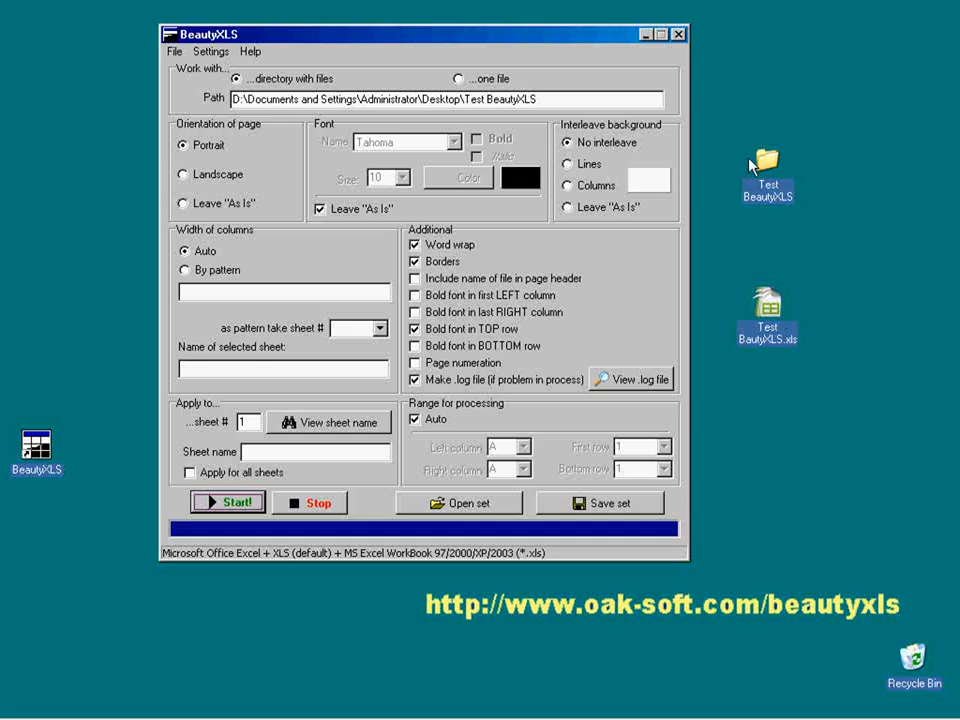 BeautyXLS
File Settings Help
Work with...
...directory with files ...one file
Path D:\Documents and Settings\Administrator\Desktop\Test BeautyXLS
Orientation of page
Portrait
Landscape
Leave "As Is"
Font
Name Tahoma Bold
Italic
Size: 10 Color
Leave "As Is"
Interleave background
No interleave
Lines
Columns
Leave "As Is"
Width of columns
Auto
By pattern
as pattern take sheet #
Name of selected sheet:
Additional
Word wrap
Borders
Include name of file in page header
Bold font in first LEFT column
Bold font in last RIGHT column
Bold font in TOP row
Bold font in BOTTOM row
Page numeration
Make .log file (if problem in process) View .log file
Apply to...
...sheet # 1 View sheet name
Sheet name
Apply for all sheets
Range for processing
Auto
Left column A First row 1
Right column A Bottom row 1
Start! Stop Open set Save set
Microsoft Office Excel + XLS (default) + MS Excel WorkBook 97/2000/XP/2003 (*.xls)
Test
BeautyXLS
Test
BautyXLS.xls
BeautyXLS
http://www.oak-soft.com/beautyxls
Recycle Bin